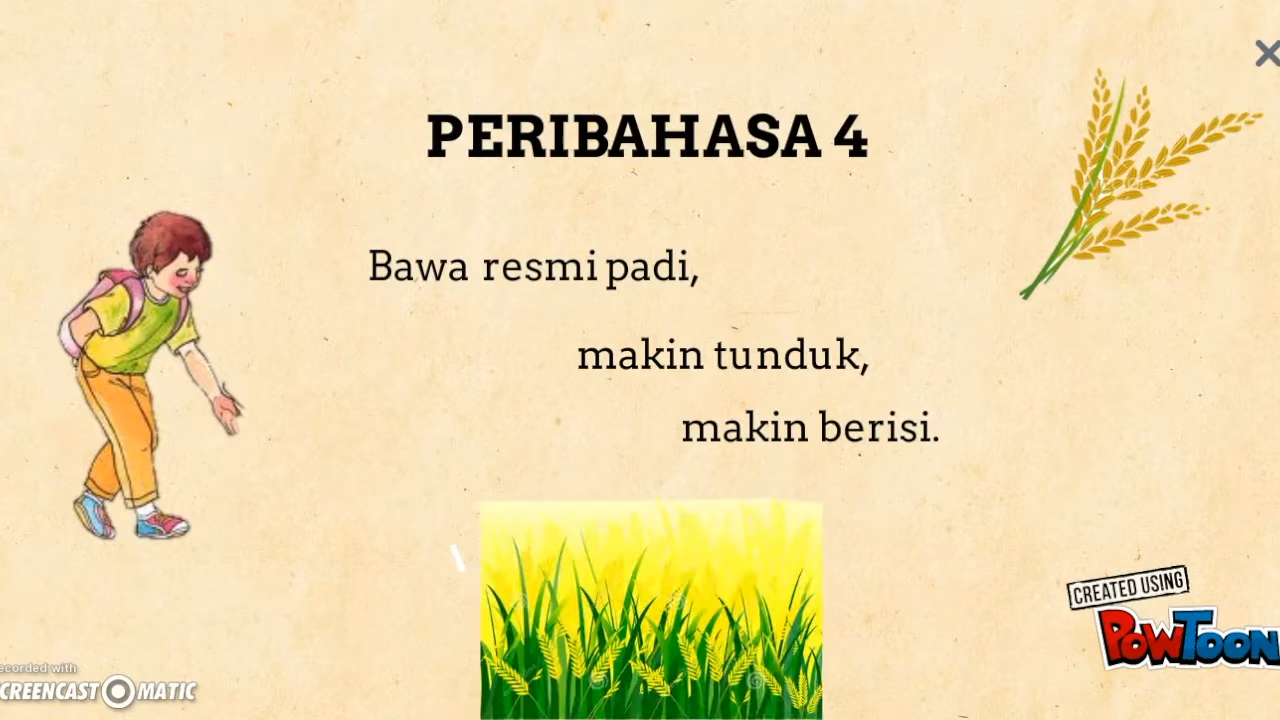 PERIBAHASA 4
Bawa resmi padi,
makin tunduk,
makin berisi.
CREATED USING
POWTOON
ecorded with
CREENCAST MATIC